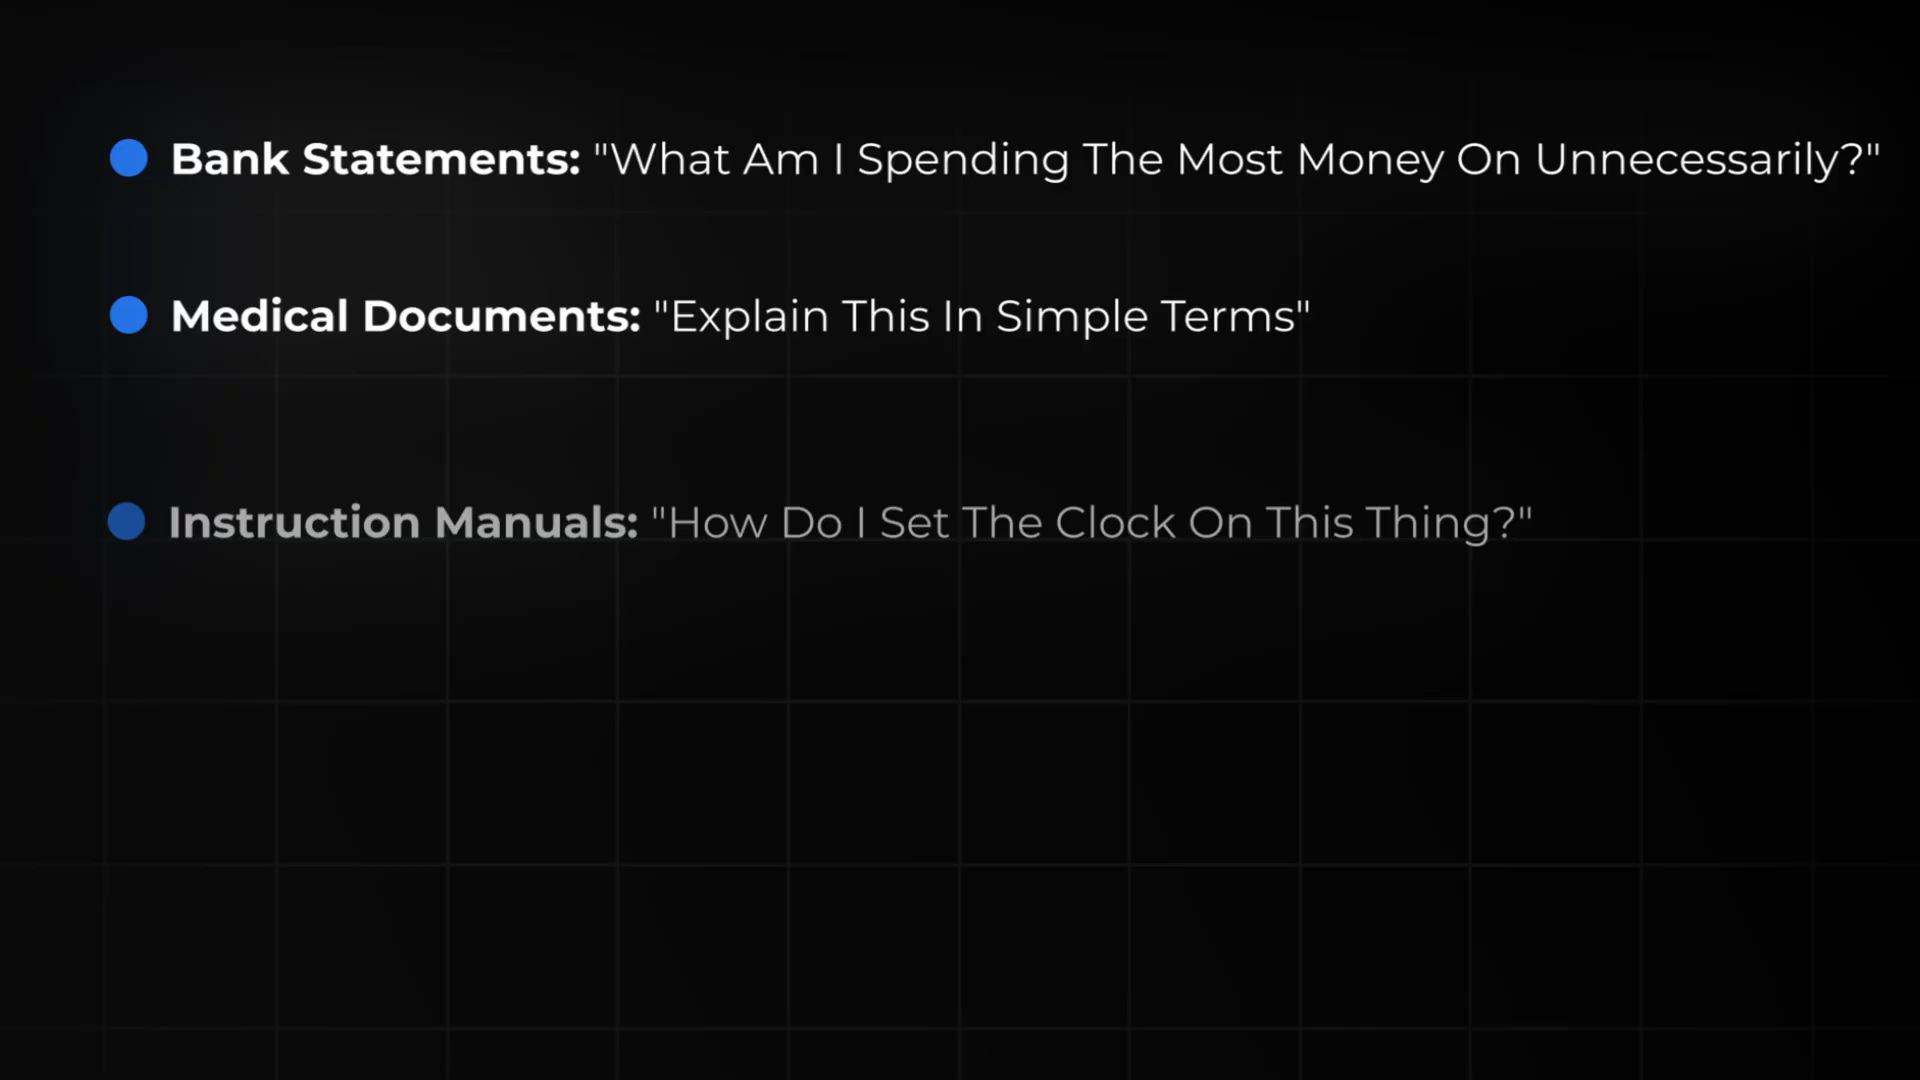 Bank Statements: "What Am I Spending The Most Money On Unnecessarily?"
Medical Documents: "Explain This In Simple Terms"
Instruction Manuals: "How Do I Set The Clock On This Thing?"